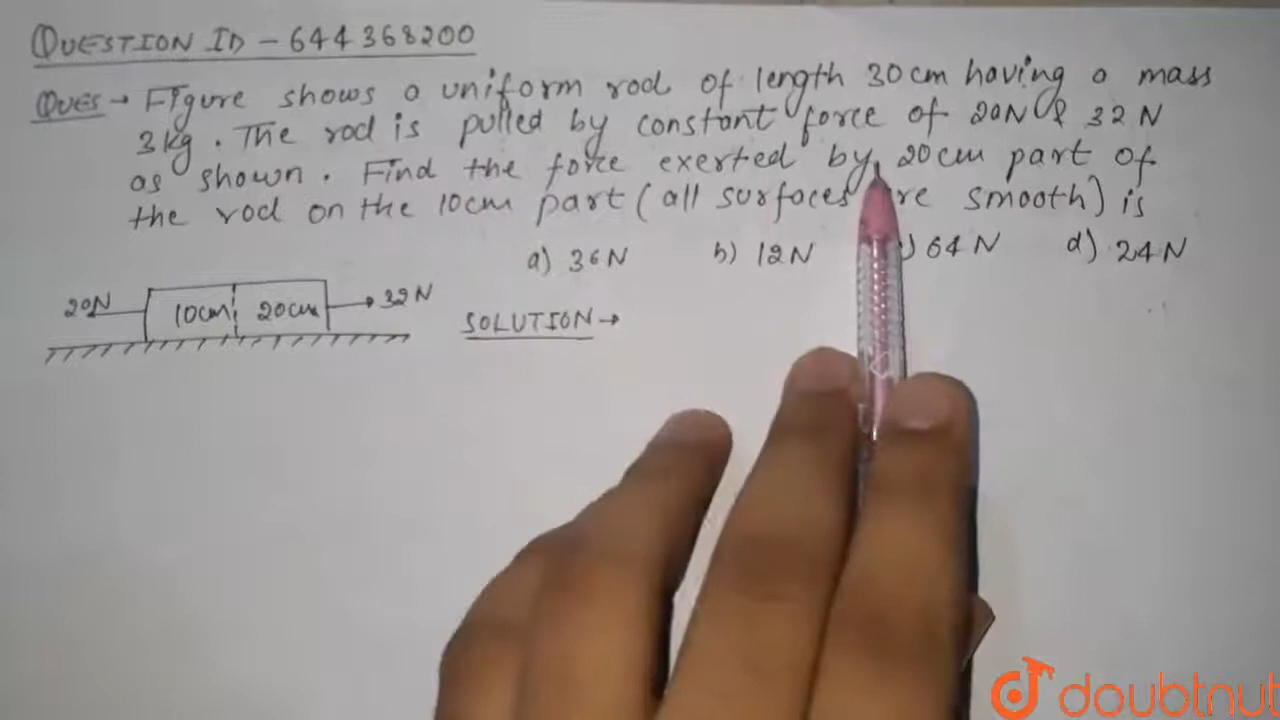 QUESTION ID - 644368200
QUES → Figure shows a uniform rod of length 30cm having a mass
3kg. The rod is pulled by constant force of 20N & 32 N
as shown. Find the force exerted by 20cm part of
the rod on the 10cm part (all surfaces are smooth) is
a) 36N b) 12N c) 64N d) 24N
20N 10cm 20cm → 32N
SOLUTION →
doubtnut